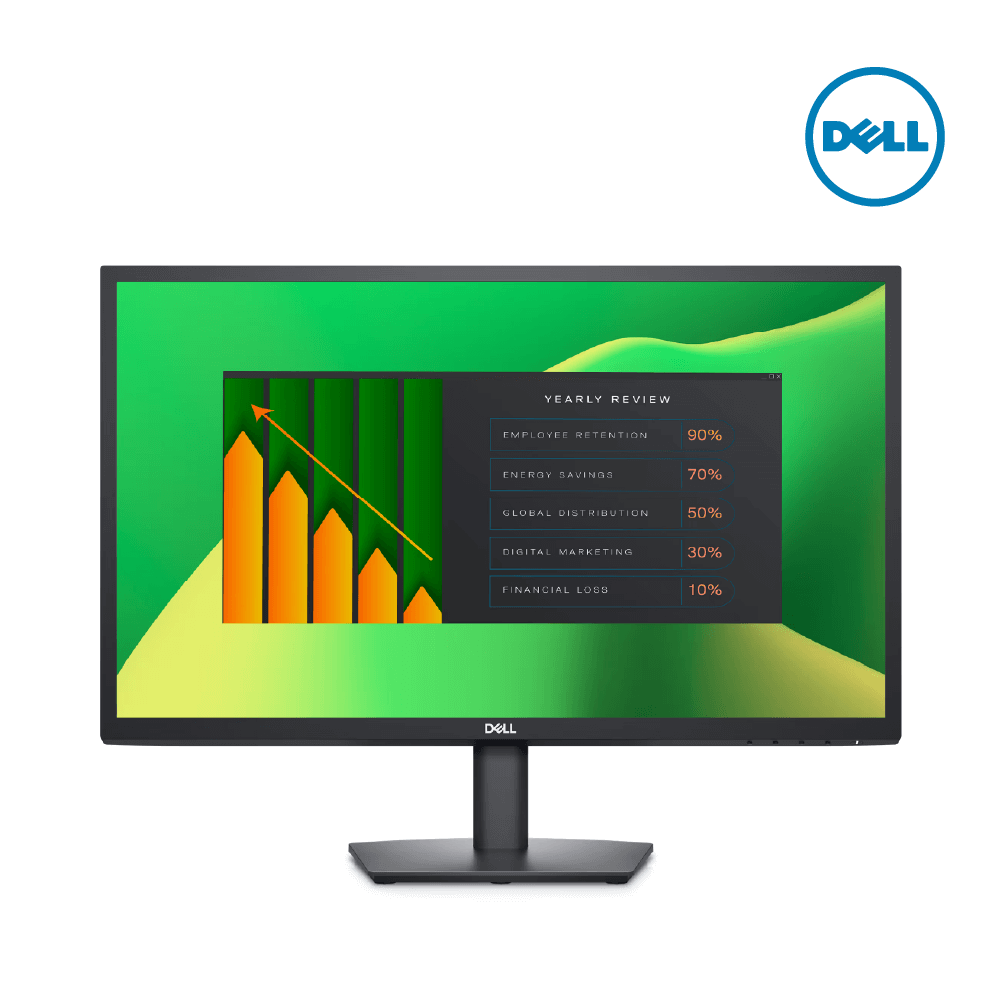 DELL
YEARLY REVIEW
EMPLOYEE RETENTION 90%
ENERGY SAVINGS 70%
GLOBAL DISTRIBUTION 50%
DIGITAL MARKETING 30%
FINANCIAL LOSS 10%
DELL